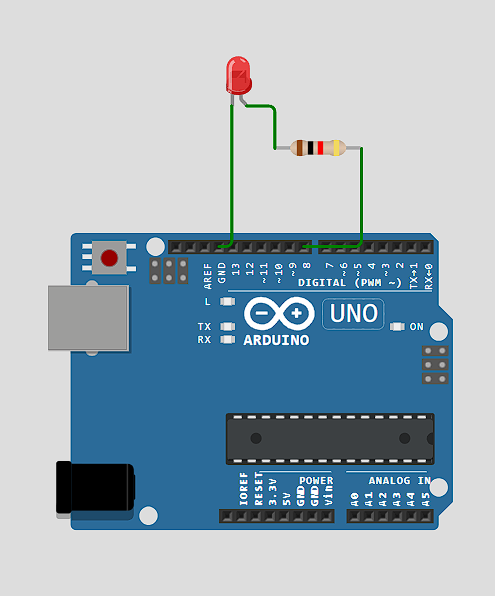 AREF
GND
13
12
~11
~10
~9
8
7
~6
~5
4
~3
2
TX→1
RX←0
DIGITAL (PWM ~)
L
TX
RX
ARDUINO
UNO
ON
IOREF
RESET
3.3V
5V
GND
GND
Vin
POWER
ANALOG IN
A0
A1
A2
A3
A4
A5